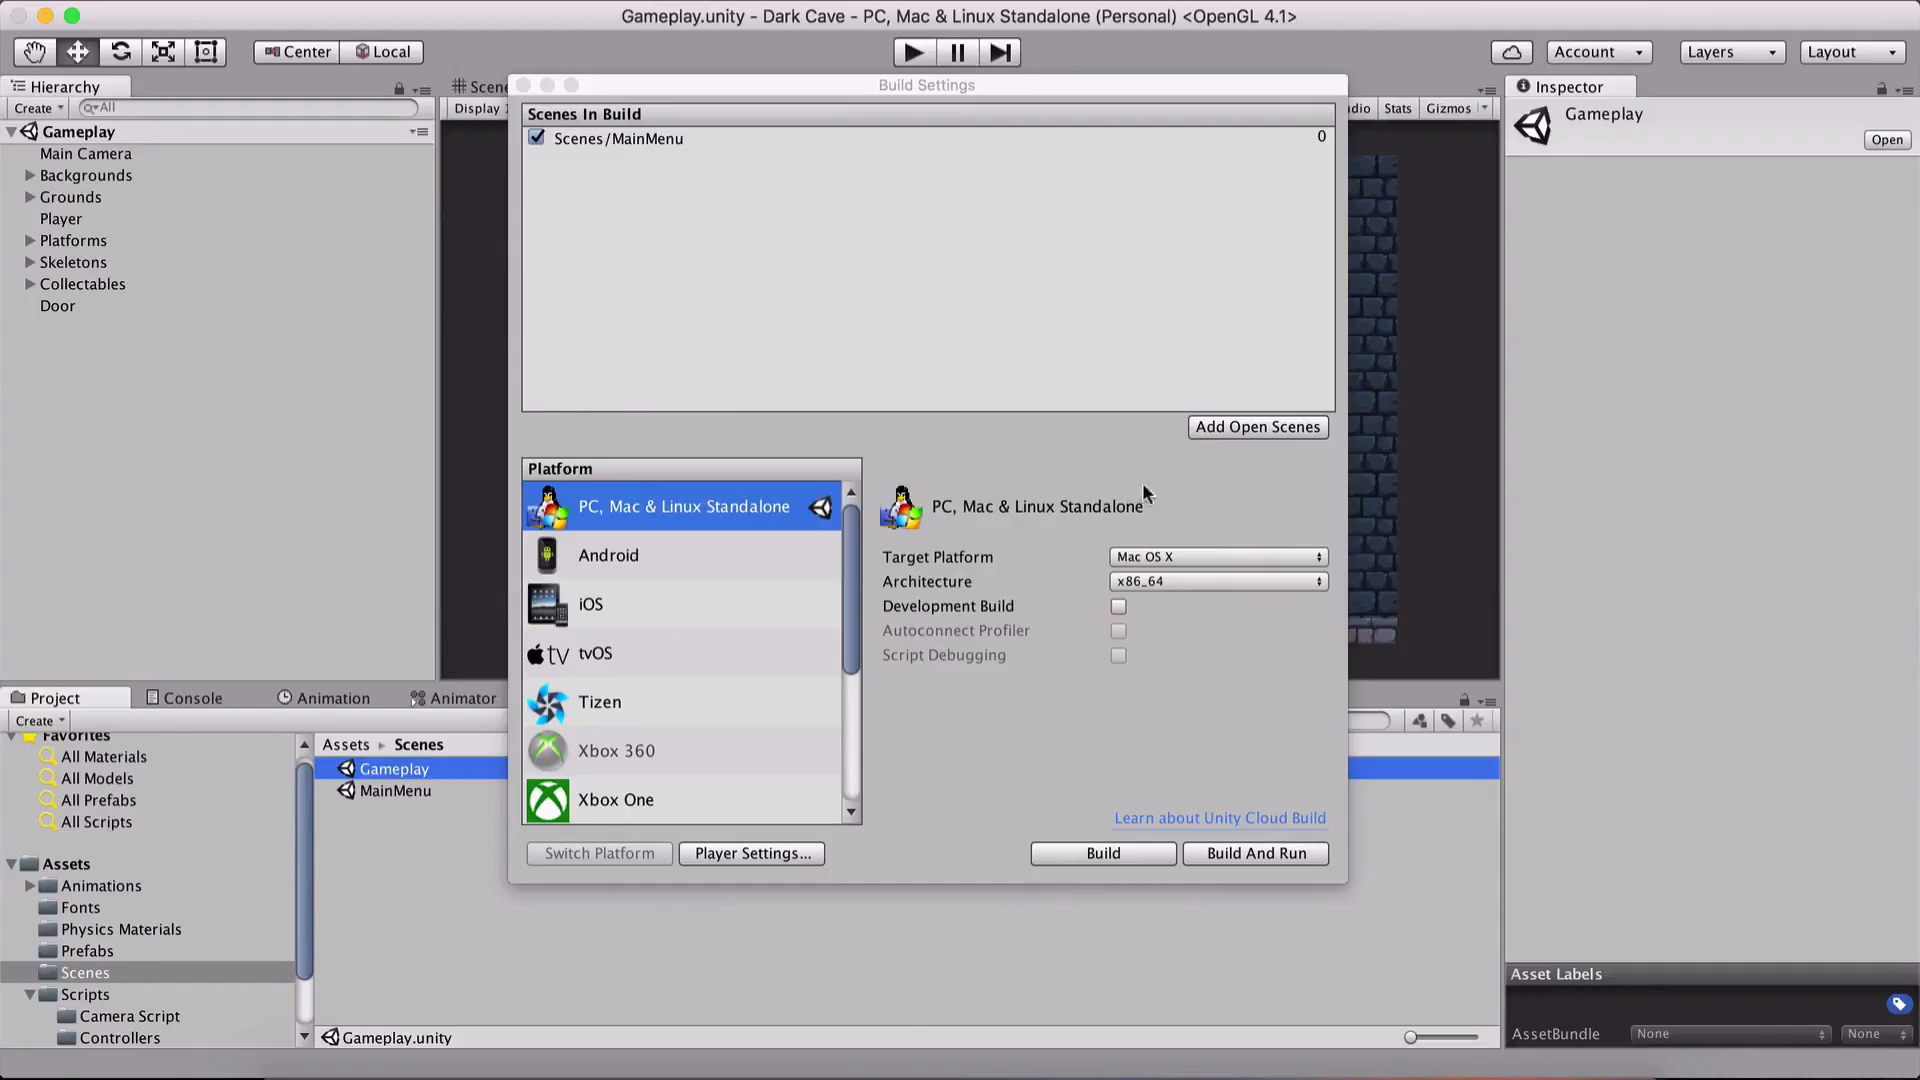 Gameplay.unity - Dark Cave - PC, Mac & Linux Standalone (Personal) <OpenGL 4.1>
Center
Local
Account
Layers
Layout
Hierarchy
Create
All
Gameplay
Main Camera
Backgrounds
Grounds
Player
Platforms
Skeletons
Collectables
Door
Display
Build Settings
Scenes In Build
Scenes/MainMenu
0
Add Open Scenes
Platform
PC, Mac & Linux Standalone
Android
iOS
tv
tvOS
Tizen
Xbox 360
Xbox One
PC, Mac & Linux Standalone
Target Platform
Mac OS X
Architecture
x86_64
Development Build
Autoconnect Profiler
Script Debugging
Learn about Unity Cloud Build
Switch Platform
Player Settings...
Build
Build And Run
Stats
Gizmos
Inspector
Gameplay
Open
Project
Console
Animation
Animator
Create
Favorites
All Materials
All Models
All Prefabs
All Scripts
Assets
Animations
Fonts
Physics Materials
Prefabs
Scenes
Scripts
Camera Script
Controllers
Assets
Scenes
Gameplay
MainMenu
Gameplay.unity
Asset Labels
AssetBundle
None
None